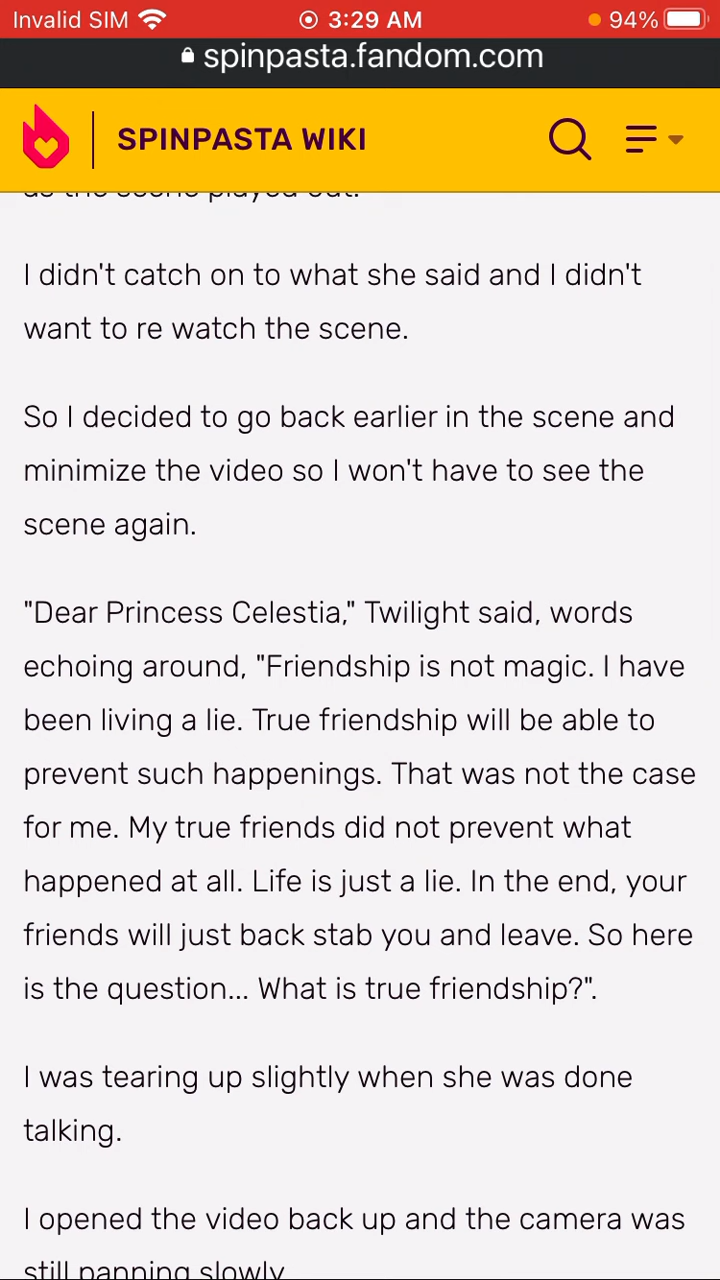 Invalid SIM 3:29 AM 94%
spinpasta.fandom.com
SPINPASTA WIKI
as the scene played out.
I didn't catch on to what she said and I didn't
want to re watch the scene.
So I decided to go back earlier in the scene and
minimize the video so I won't have to see the
scene again.
"Dear Princess Celestia," Twilight said, words
echoing around, "Friendship is not magic. I have
been living a lie. True friendship will be able to
prevent such happenings. That was not the case
for me. My true friends did not prevent what
happened at all. Life is just a lie. In the end, your
friends will just back stab you and leave. So here
is the question... What is true friendship?".
I was tearing up slightly when she was done
talking.
I opened the video back up and the camera was
still panning slowly